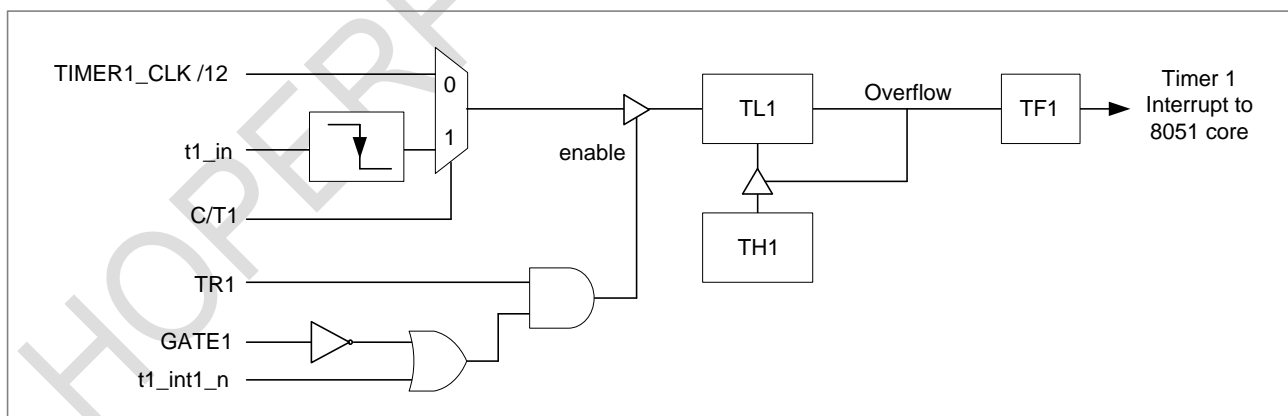 TIMER1_CLK /12
0
1
t1_in
C/T1
TR1
GATE1
t1_int1_n
enable
TL1
TH1
Overflow
TF1
Timer 1
Interrupt to
8051 core